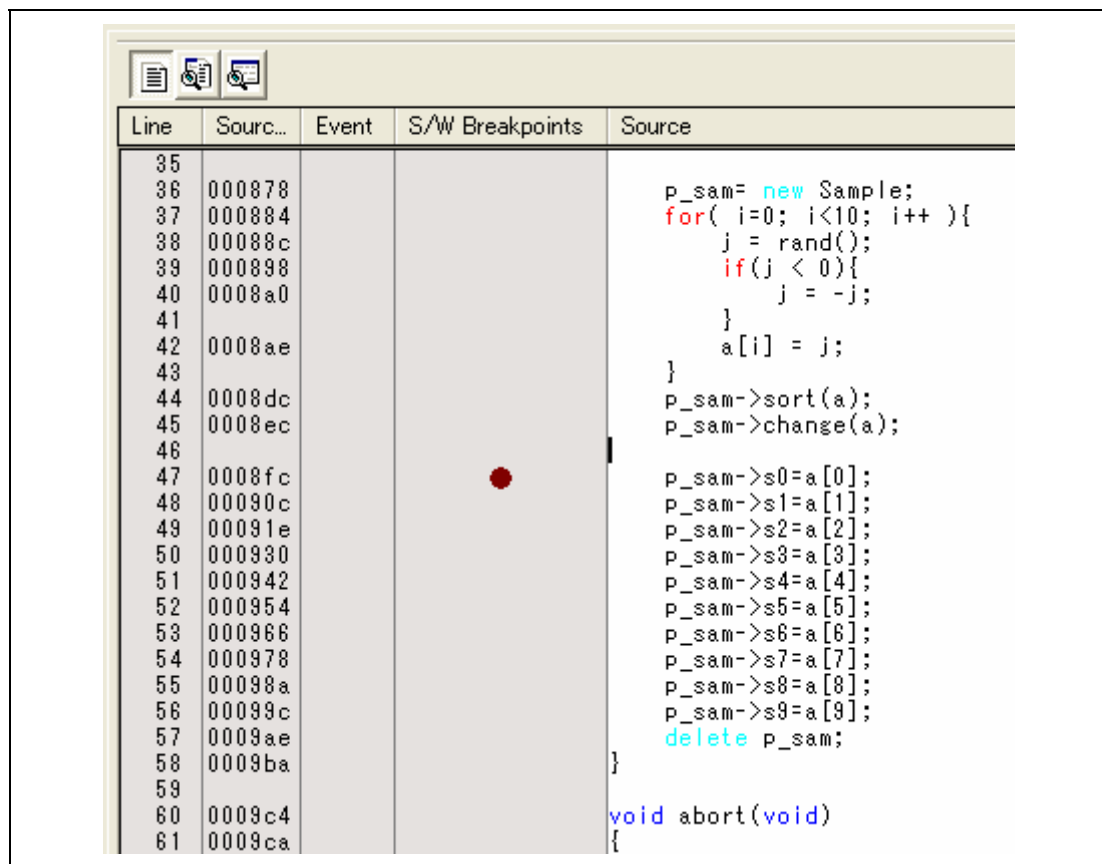 Line Sourc... Event S/W Breakpoints Source
35
36 000878 p_sam= new Sample;
37 000884 for( i=0; i<10; i++ ){
38 00088c j = rand();
39 000898 if(j < 0){
40 0008a0 j = -j;
41 }
42 0008ae a[i] = j;
43 }
44 0008dc p_sam->sort(a);
45 0008ec p_sam->change(a);
46
47 0008fc p_sam->s0=a[0];
48 00090c p_sam->s1=a[1];
49 00091e p_sam->s2=a[2];
50 000930 p_sam->s3=a[3];
51 000942 p_sam->s4=a[4];
52 000954 p_sam->s5=a[5];
53 000966 p_sam->s6=a[6];
54 000978 p_sam->s7=a[7];
55 00098a p_sam->s8=a[8];
56 00099c p_sam->s9=a[9];
57 0009ae delete p_sam;
58 0009ba }
59
60 0009c4 void abort(void)
61 0009ca {